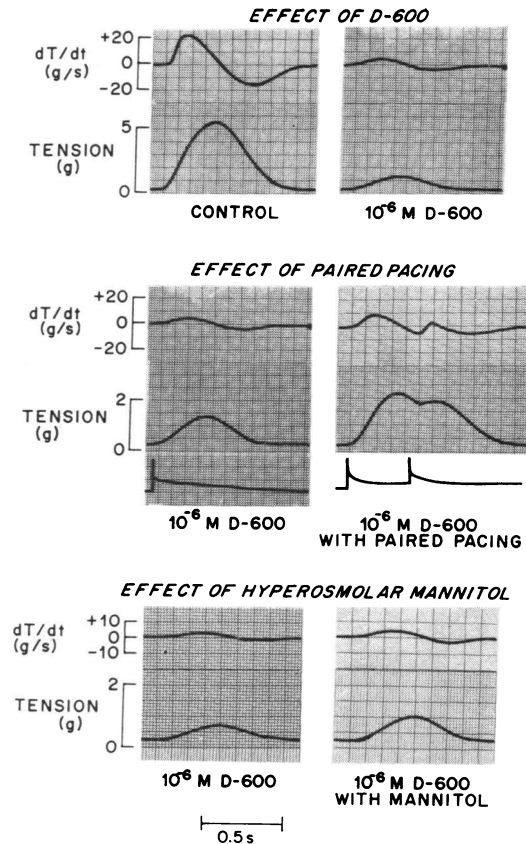 EFFECT OF D-600
dT/dt
(g/s)
+20
0
-20
TENSION
(g)
5
0
CONTROL
10⁻⁶ M D-600
EFFECT OF PAIRED PACING
dT/dt
(g/s)
+20
0
-20
TENSION
(g)
2
0
10⁻⁶ M D-600
10⁻⁶ M D-600
WITH PAIRED PACING
EFFECT OF HYPEROSMOLAR MANNITOL
dT/dt
(g/s)
+10
0
-10
TENSION
(g)
2
0
10⁻⁶ M D-600
10⁻⁶ M D-600
WITH MANNITOL
0.5 s